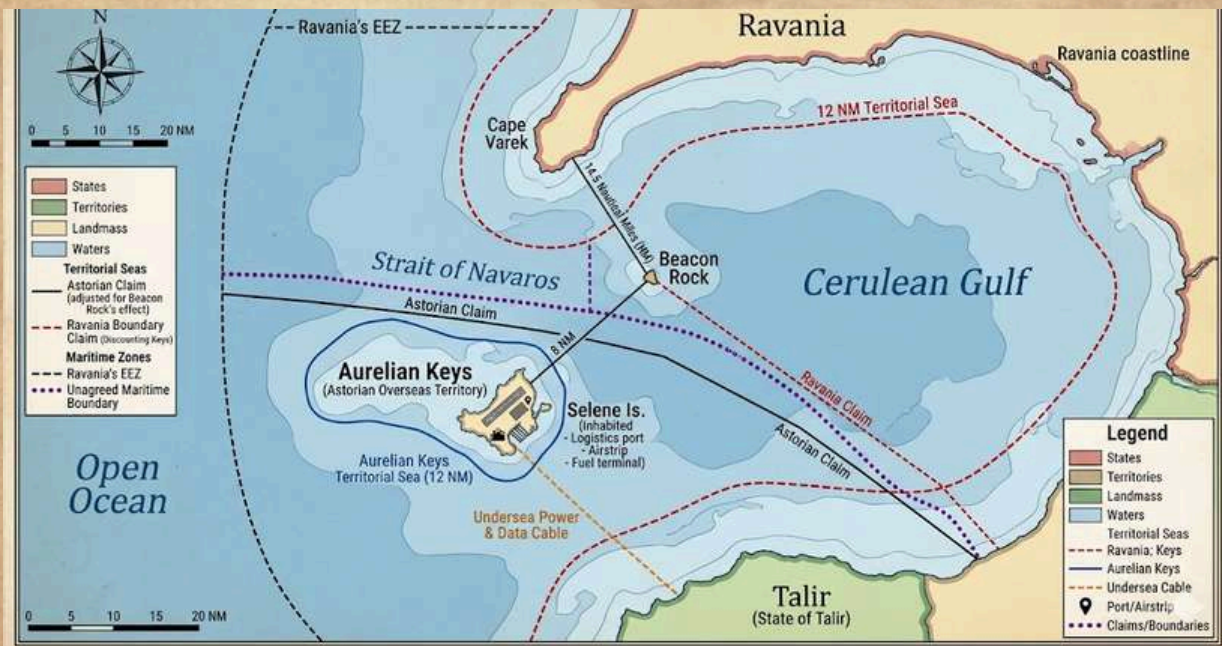 N
0 5 10 15 20 NM
States
Territories
Landmass
Waters
Territorial Seas
Astorian Claim
(adjusted for Beacon
Rock's effect)
Ravania Boundary
Claim (Discounting Keys)
Maritime Zones
Ravania's EEZ
Unagreed Maritime
Boundary
Open
Ocean
0 5 10 15 20 NM
Ravania's EEZ
Ravania
Ravania coastline
12 NM Territorial Sea
Cape
Varek
14.5 Nautical Miles (NM)
Beacon
Rock
Strait of Navaros
Cerulean Gulf
Astorian Claim
8 NM
Aurelian Keys
(Astorian Overseas Territory)
Selene Is.
(Inhabited
- Logistics port
- Airstrip
- Fuel terminal)
Aurelian Keys
Territorial Sea (12 NM)
Ravania Claim
Astorian Claim
Undersea Power
& Data Cable
Talir
(State of Talir)
Legend
States
Territories
Landmass
Waters
Territorial Seas
Ravania; Keys
Aurelian Keys
Undersea Cable
Port/Airstrip
Claims/Boundaries